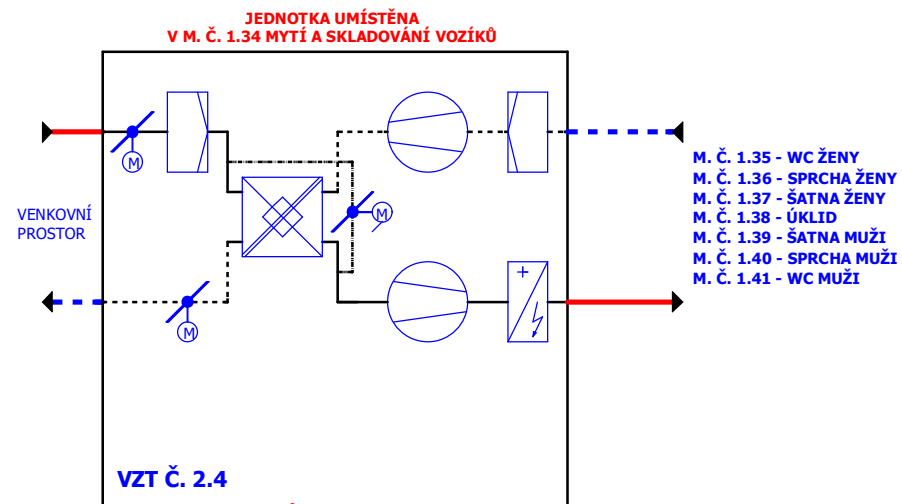 JEDNOTKA UMÍSTĚNA
V M. Č. 1.34 MYTÍ A SKLADOVÁNÍ VOZÍKŮ
M
VENKOVNÍ
PROSTOR
M
M
+
M. Č. 1.35 - WC ŽENY
M. Č. 1.36 - SPRCHA ŽENY
M. Č. 1.37 - ŠATNA ŽENY
M. Č. 1.38 - ÚKLID
M. Č. 1.39 - ŠATNA MUŽI
M. Č. 1.40 - SPRCHA MUŽI
M. Č. 1.41 - WC MUŽI
VZT Č. 2.4